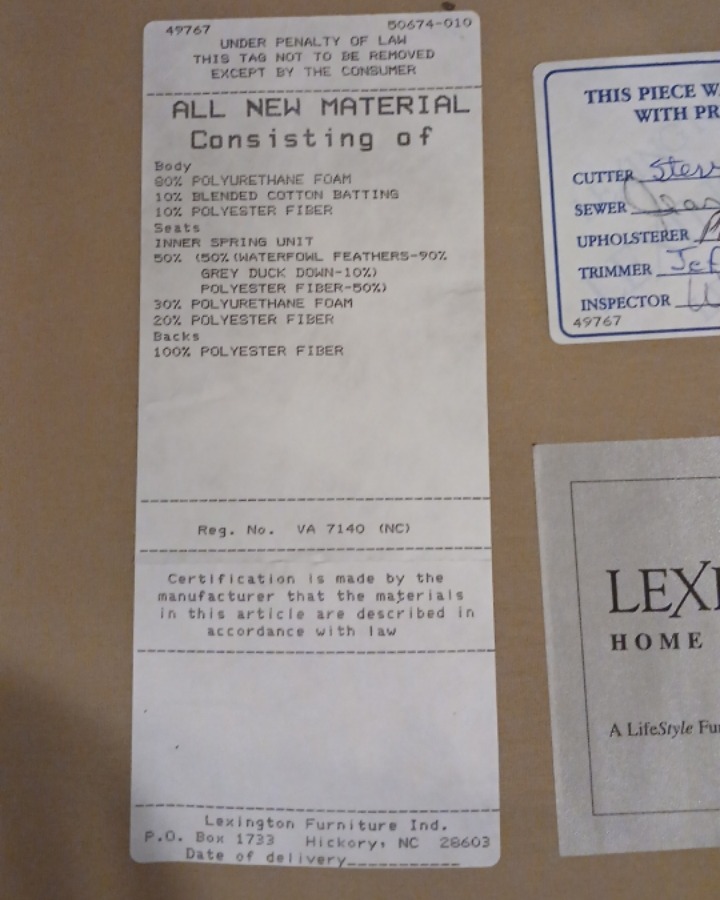 49767 50674-010
UNDER PENALTY OF LAW
THIS TAG NOT TO BE REMOVED
EXCEPT BY THE CONSUMER
ALL NEW MATERIAL
Consisting of
Body
80% POLYURETHANE FOAM
10% BLENDED COTTON BATTING
10% POLYESTER FIBER
Seats
INNER SPRING UNIT
50% (50%(WATERFOWL FEATHERS-90%
GREY DUCK DOWN-10%)
POLYESTER FIBER-50%)
30% POLYURETHANE FOAM
20% POLYESTER FIBER
Backs
100% POLYESTER FIBER
Reg. No. VA 7140 (NC)
Certification is made by the
manufacturer that the materials
in this article are described in
accordance with law
Lexington Furniture Ind.
P.O. Box 1733 Hickory, NC 28603
Date of delivery
THIS PIECE W
WITH PR
CUTTER
SEWER
UPHOLSTERER
TRIMMER
INSPECTOR
49767
LEXI
HOME
A LifeStyle Fu